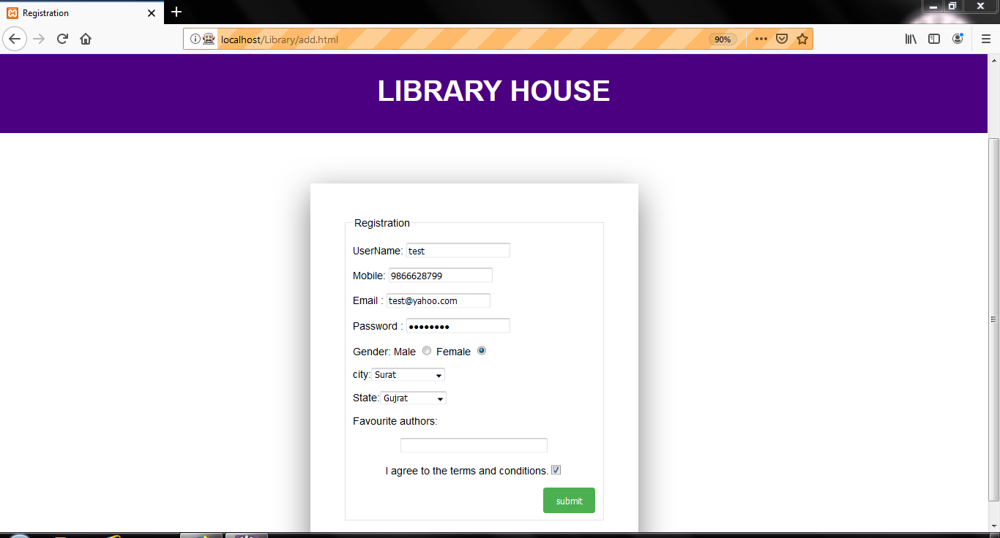 Registration
localhost/Library/add.html
90%
LIBRARY HOUSE
Registration
UserName: test
Mobile: 9866628799
Email : test@yahoo.com
Password : ••••••••
Gender: Male Female
city: Surat
State: Gujrat
Favourite authors:
I agree to the terms and conditions.
submit